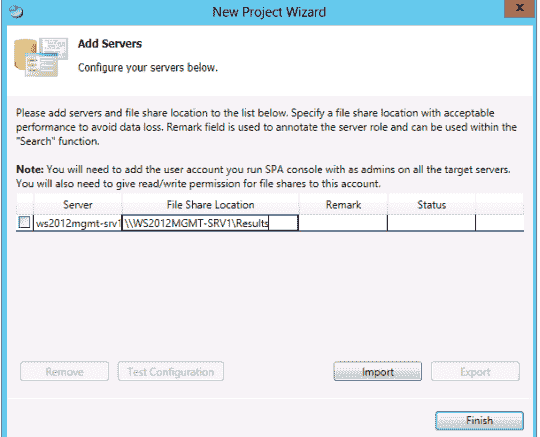 New Project Wizard
x
Add Servers
Configure your servers below.
Please add servers and file share location to the list below. Specify a file share location with acceptable
performance to avoid data loss. Remark field is used to annotate the server role and can be used within the
"Search" function.
Note: You will need to add the user account you run SPA console with as admins on all the target servers.
You will also need to give read/write permission for file shares to this account.
Server File Share Location Remark Status
ws2012mgmt-srv1 \\WS2012MGMT-SRV1\Results
Remove Test Configuration Import Export
Finish